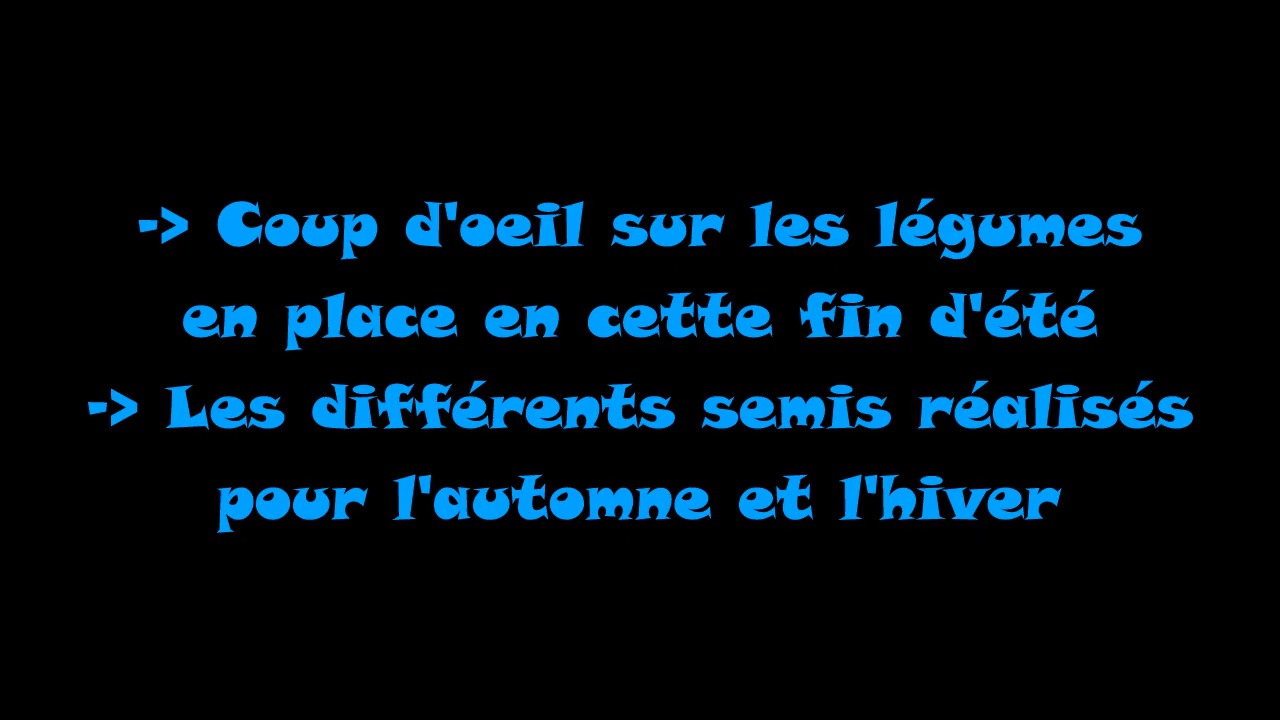 -> Coup d'oeil sur les légumes
en place en cette fin d'été
-> Les différents semis réalisés
pour l'automne et l'hiver